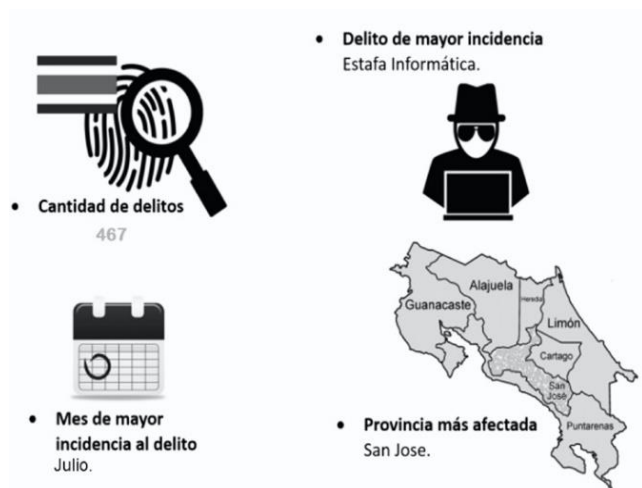 • Delito de mayor incidencia
Estafa Informática.
• Cantidad de delitos
467
• Mes de mayor
incidencia al delito
Julio.
Guanacaste
Alajuela
Heredia
Limón
Cartago
San
José
Puntarenas
• Provincia más afectada
San Jose.